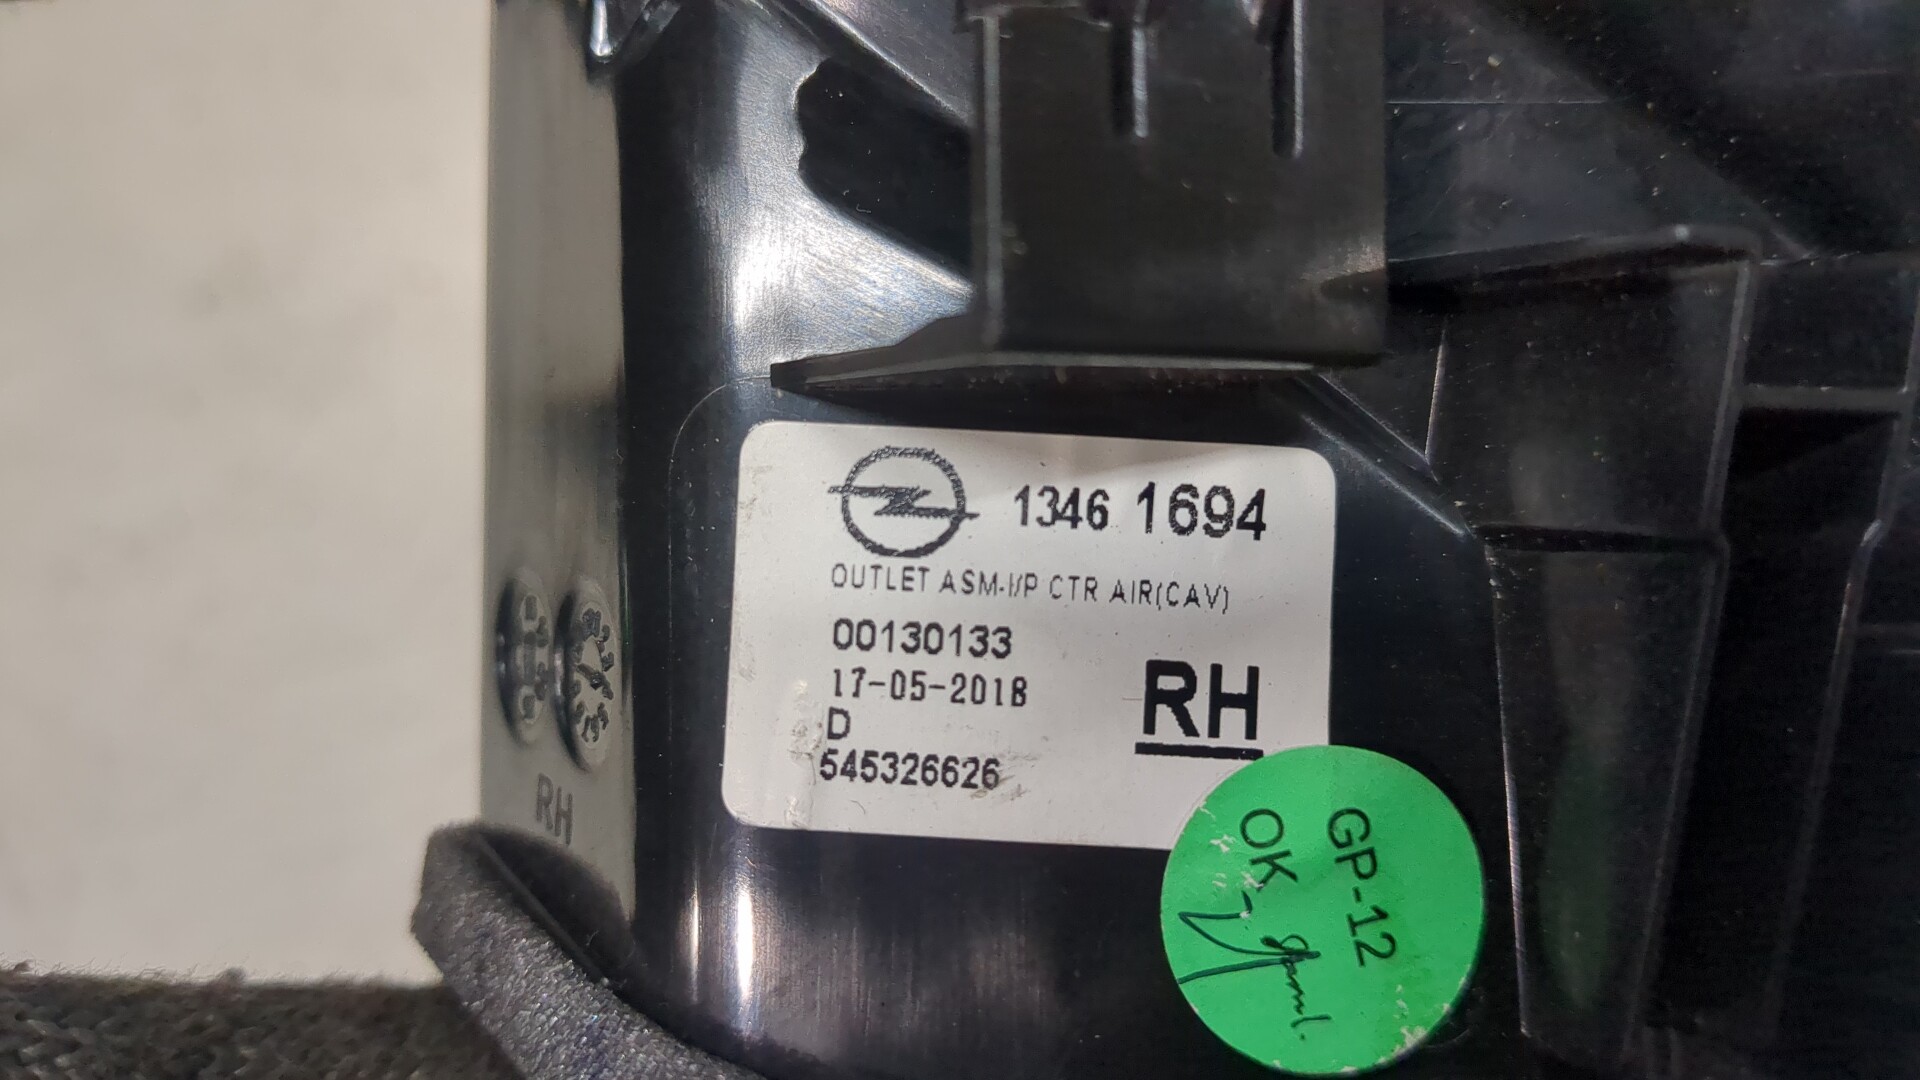 1346 1694
OUTLET ASM-I/P CTR AIR(CAV)
00130133
17-05-2018
D
545326626
RH
RH
GP-12
OK